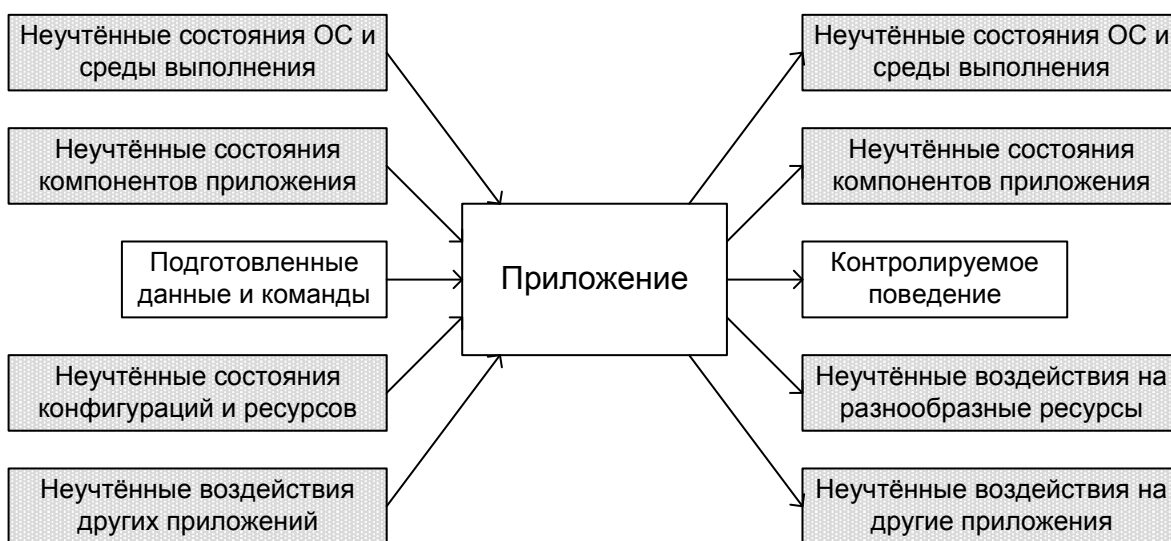 Неучтённые состояния ОС и
среды выполнения
Неучтённые состояния
компонентов приложения
Подготовленные
данные и команды
Неучтённые состояния
конфигураций и ресурсов
Неучтённые воздействия
других приложений
Приложение
Неучтённые состояния ОС и
среды выполнения
Неучтённые состояния
компонентов приложения
Контролируемое
поведение
Неучтённые воздействия на
разнообразные ресурсы
Неучтённые воздействия на
другие приложения